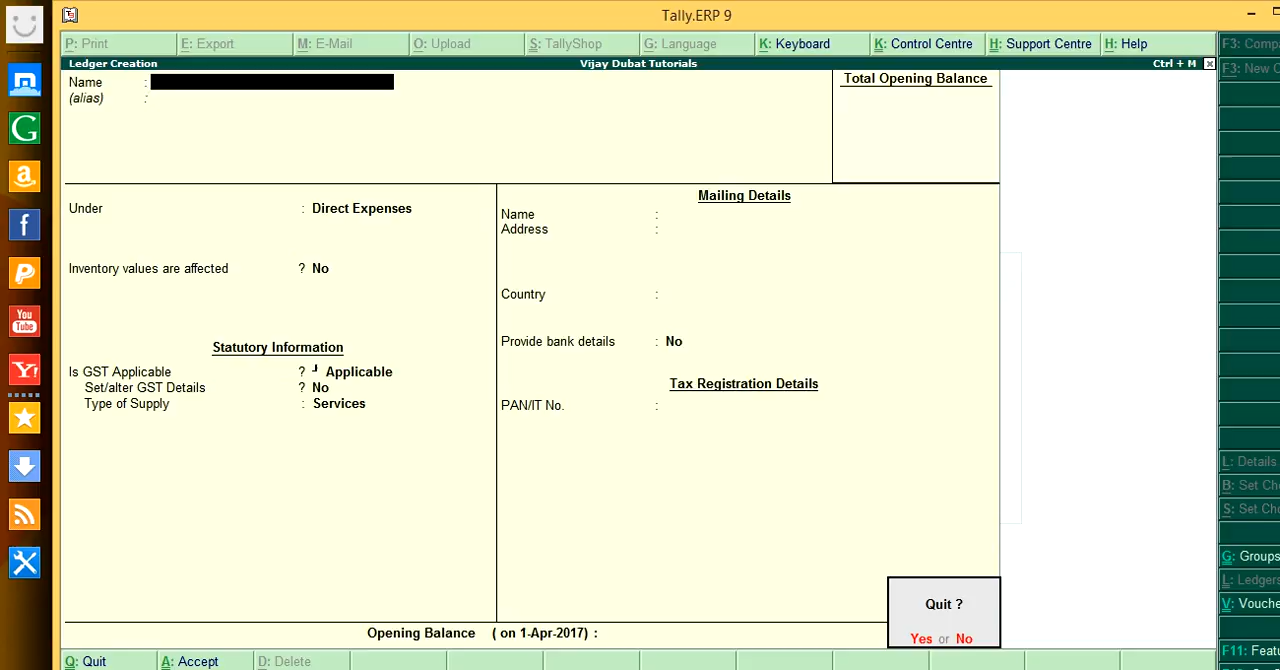 Tally.ERP 9
P: Print E: Export M: E-Mail O: Upload S: TallyShop G: Language K: Keyboard K: Control Centre H: Support Centre H: Help F3: Comp
Ledger Creation Vijay Dubat Tutorials Ctrl + M
F3: New C
Name :
(alias) :
Total Opening Balance
Under : Direct Expenses
Inventory values are affected ? No
Statutory Information
Is GST Applicable ? Applicable
Set/alter GST Details ? No
Type of Supply : Services
Mailing Details
Name :
Address :
Country :
Provide bank details : No
Tax Registration Details
PAN/IT No. :
Opening Balance ( on 1-Apr-2017) :
Quit ?
Yes or No
L: Details
B: Set Ch
S: Set Ch
G: Groups
L: Ledgers
V: Vouche
F11: Featu
Q: Quit A: Accept D: Delete
You
Tube